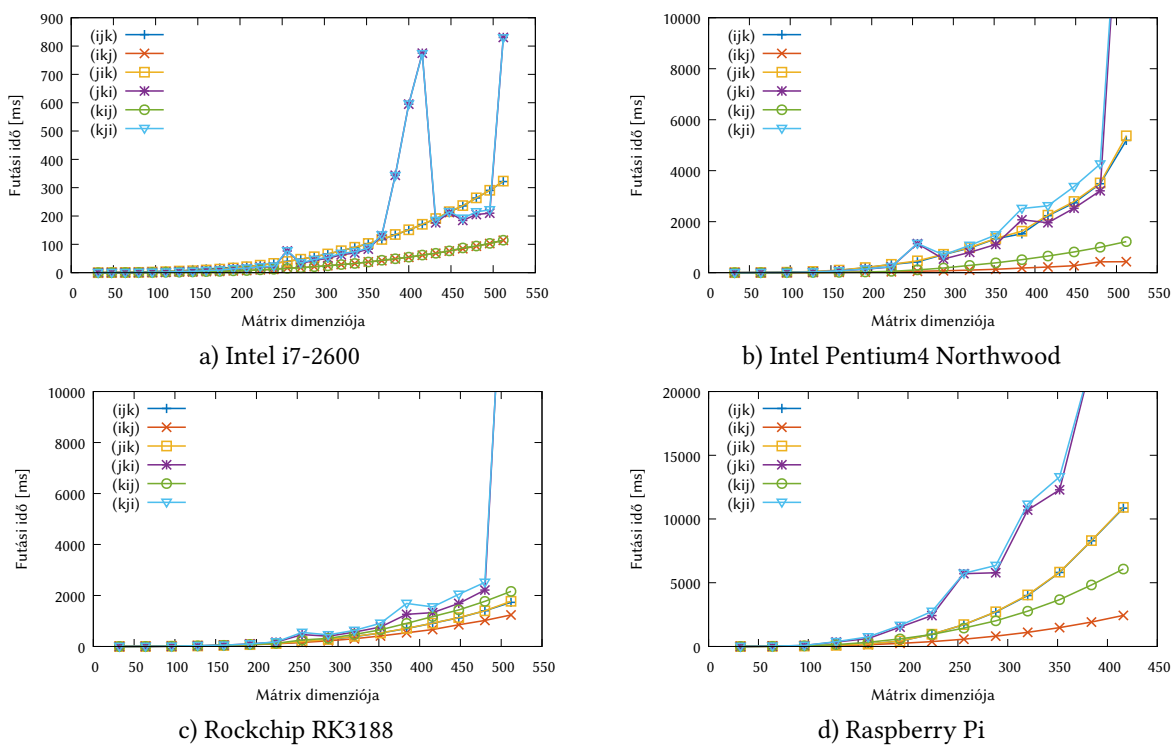 900
800
700
600
500
400
300
200
100
0
Futási idő [ms]
(ijk)
(ikj)
(jik)
(jki)
(kij)
(kji)
0 50 100 150 200 250 300 350 400 450 500 550
Mátrix dimenziója
a) Intel i7-2600
10000
8000
6000
4000
2000
0
Futási idő [ms]
(ijk)
(ikj)
(jik)
(jki)
(kij)
(kji)
0 50 100 150 200 250 300 350 400 450 500 550
Mátrix dimenziója
b) Intel Pentium4 Northwood
10000
8000
6000
4000
2000
0
Futási idő [ms]
(ijk)
(ikj)
(jik)
(jki)
(kij)
(kji)
0 50 100 150 200 250 300 350 400 450 500 550
Mátrix dimenziója
c) Rockchip RK3188
20000
15000
10000
5000
0
Futási idő [ms]
(ijk)
(ikj)
(jik)
(jki)
(kij)
(kji)
0 50 100 150 200 250 300 350 400 450
Mátrix dimenziója
d) Raspberry Pi